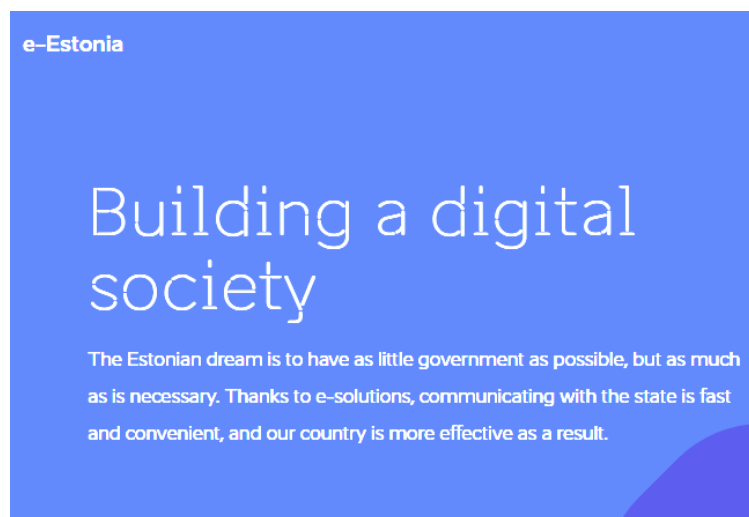 e-Estonia
Building a digital
society
The Estonian dream is to have as little government as possible, but as much
as is necessary. Thanks to e-solutions, communicating with the state is fast
and convenient, and our country is more effective as a result.